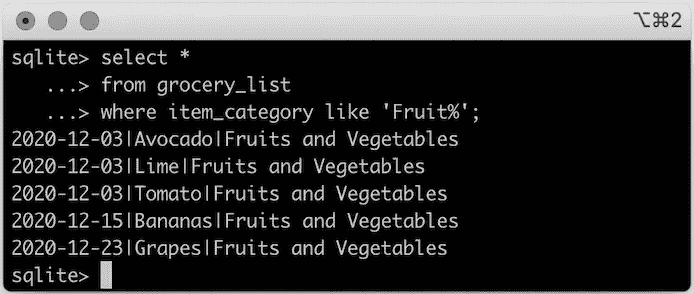 ⌥⌘2
sqlite> select *
   ...> from grocery_list
   ...> where item_category like 'Fruit%';
2020-12-03|Avocado|Fruits and Vegetables
2020-12-03|Lime|Fruits and Vegetables
2020-12-03|Tomato|Fruits and Vegetables
2020-12-15|Bananas|Fruits and Vegetables
2020-12-23|Grapes|Fruits and Vegetables
sqlite>